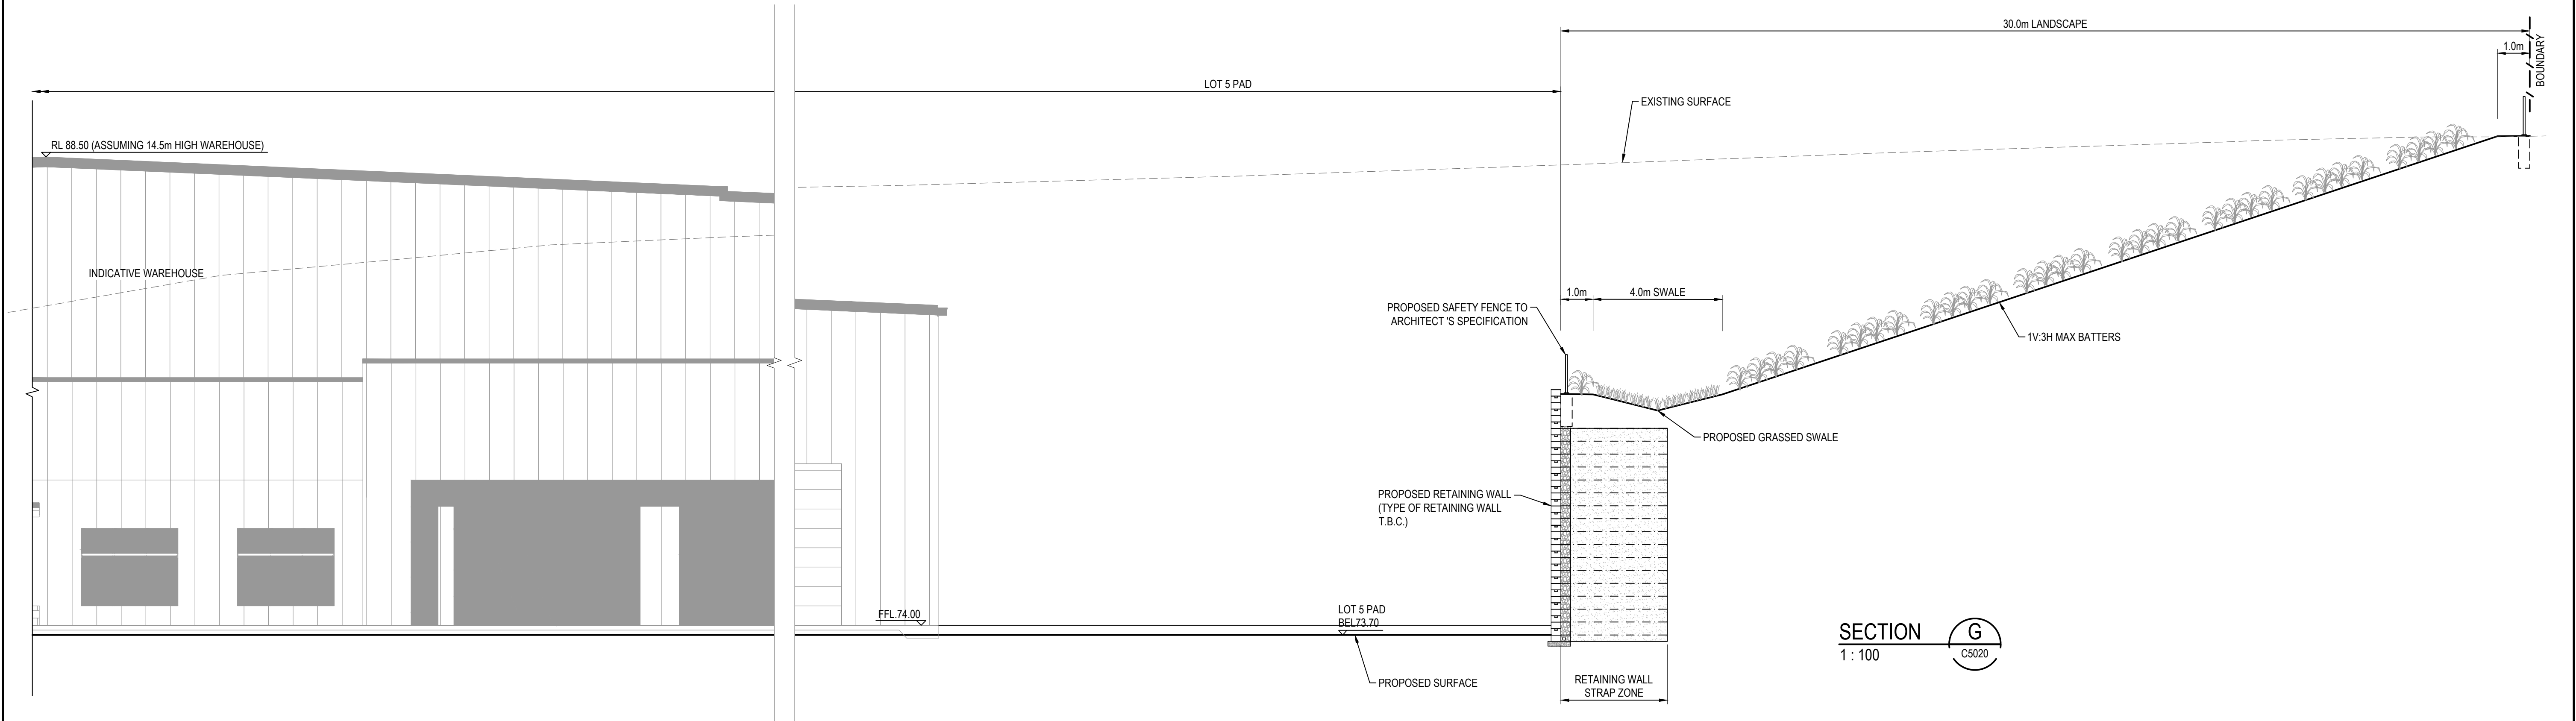 30.0m LANDSCAPE
1.0m
BOUNDARY
LOT 5 PAD
EXISTING SURFACE
RL 88.50 (ASSUMING 14.5m HIGH WAREHOUSE)
INDICATIVE WAREHOUSE
1.0m
4.0m SWALE
PROPOSED SAFETY FENCE TO
ARCHITECT 'S SPECIFICATION
1V:3H MAX BATTERS
PROPOSED GRASSED SWALE
PROPOSED RETAINING WALL
(TYPE OF RETAINING WALL
T.B.C.)
FFL.74.00
LOT 5 PAD
BEL73.70
PROPOSED SURFACE
RETAINING WALL
STRAP ZONE
SECTION
1 : 100
G
C5020